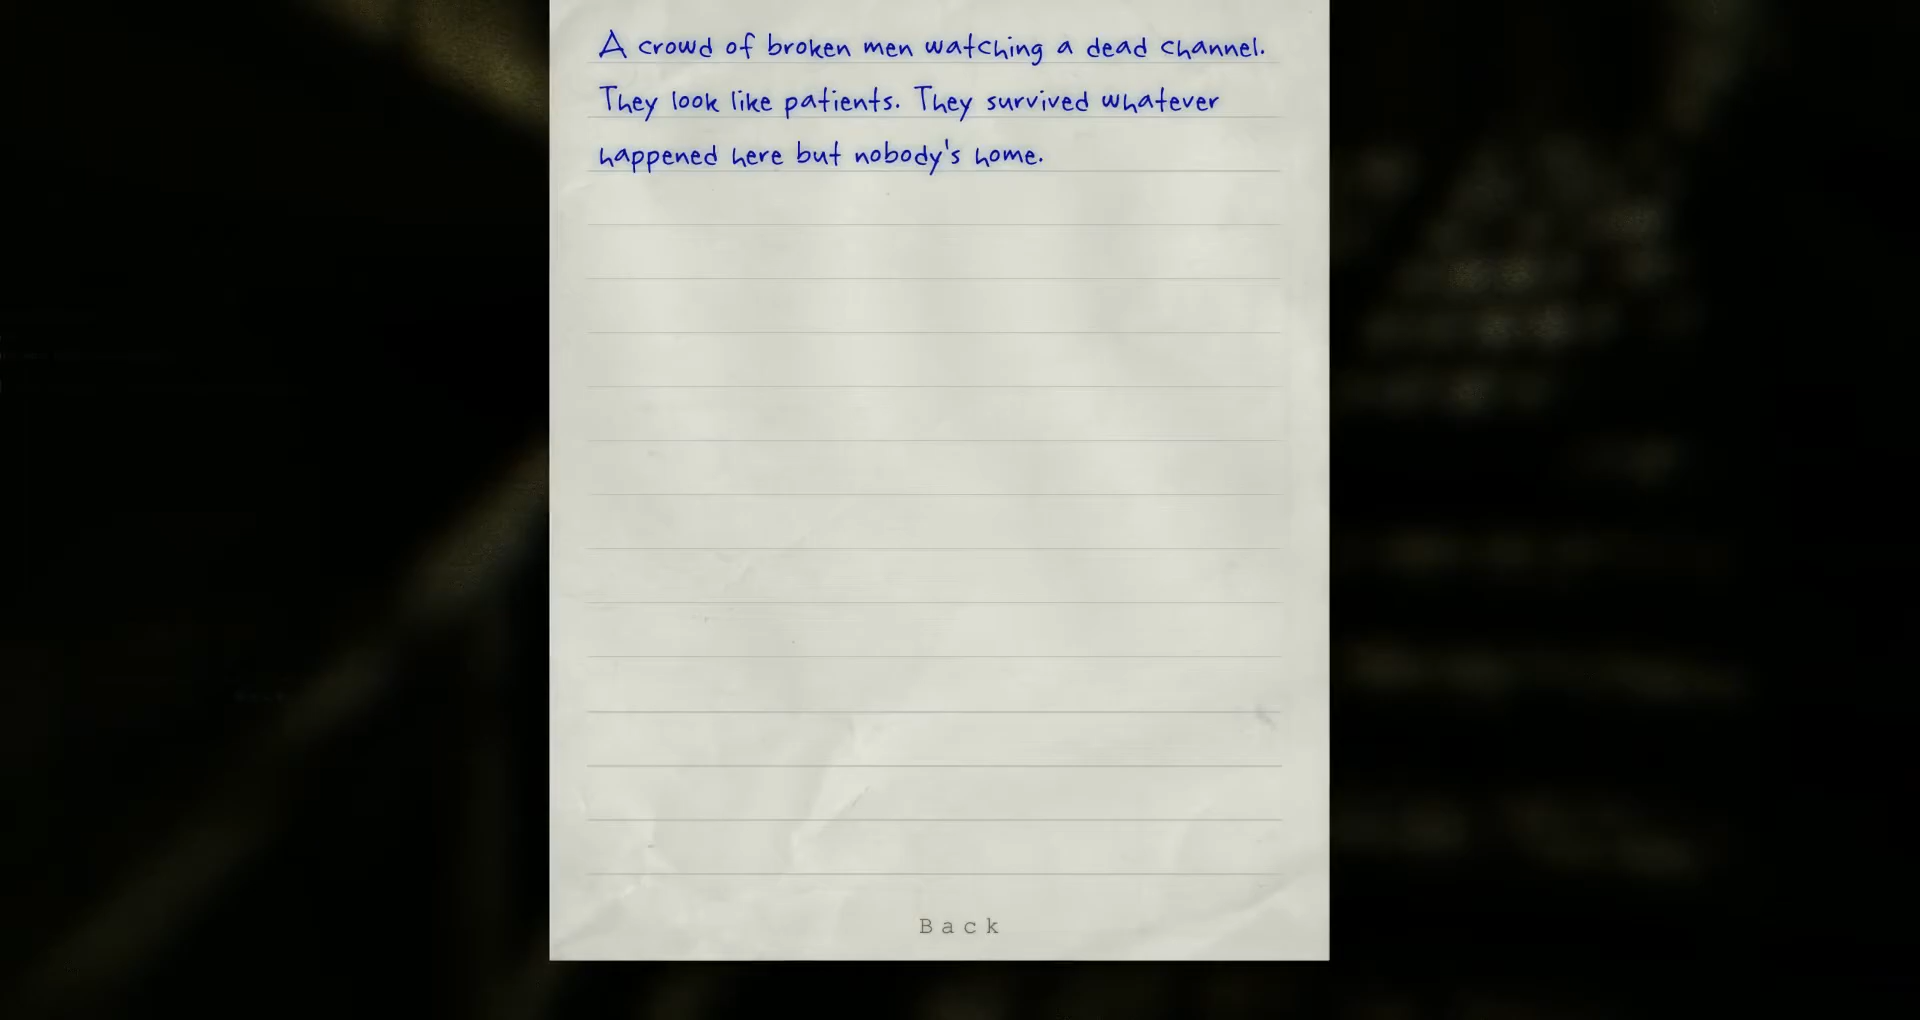 A crowd of broken men watching a dead channel.
They look like patients. They survived whatever
happened here but nobody's home.
Back